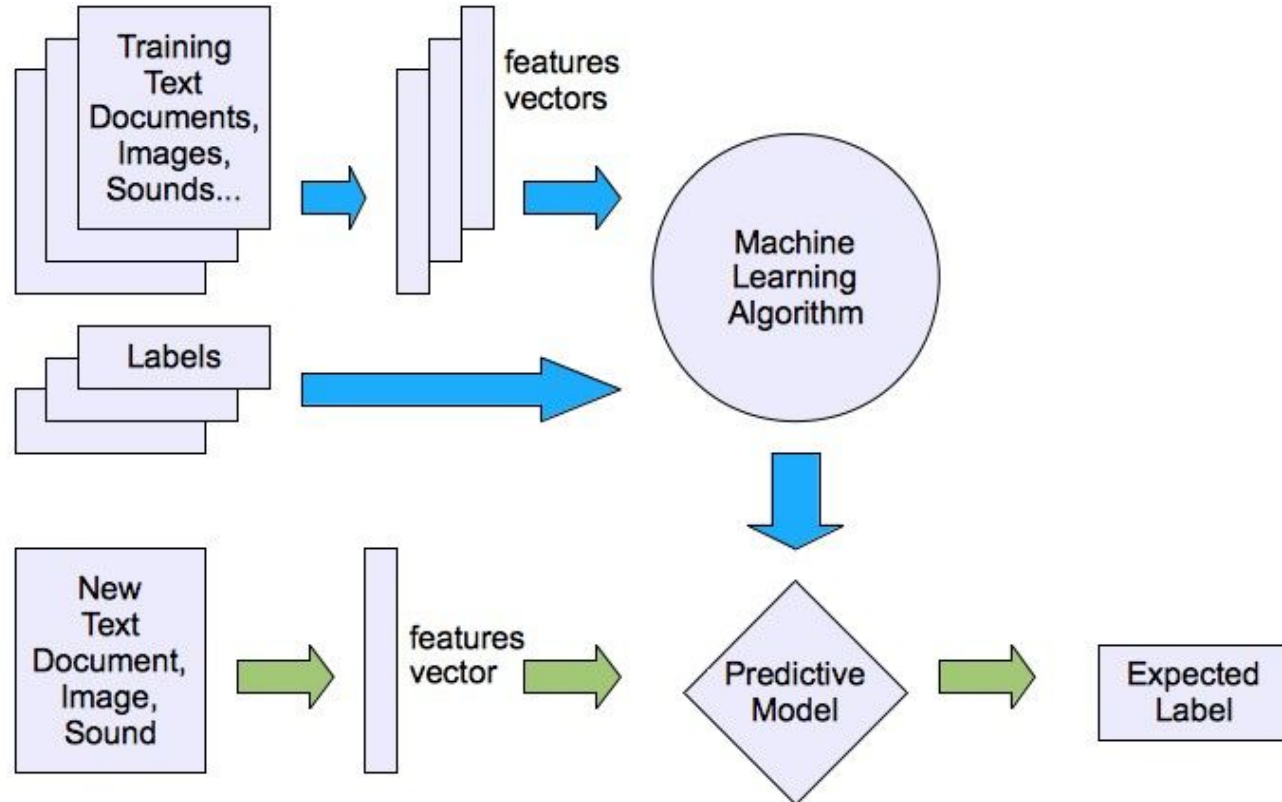 Training
Text
Documents,
Images,
Sounds...
features
vectors
Machine
Learning
Algorithm
Labels
New
Text
Document,
Image,
Sound
features
vector
Predictive
Model
Expected
Label